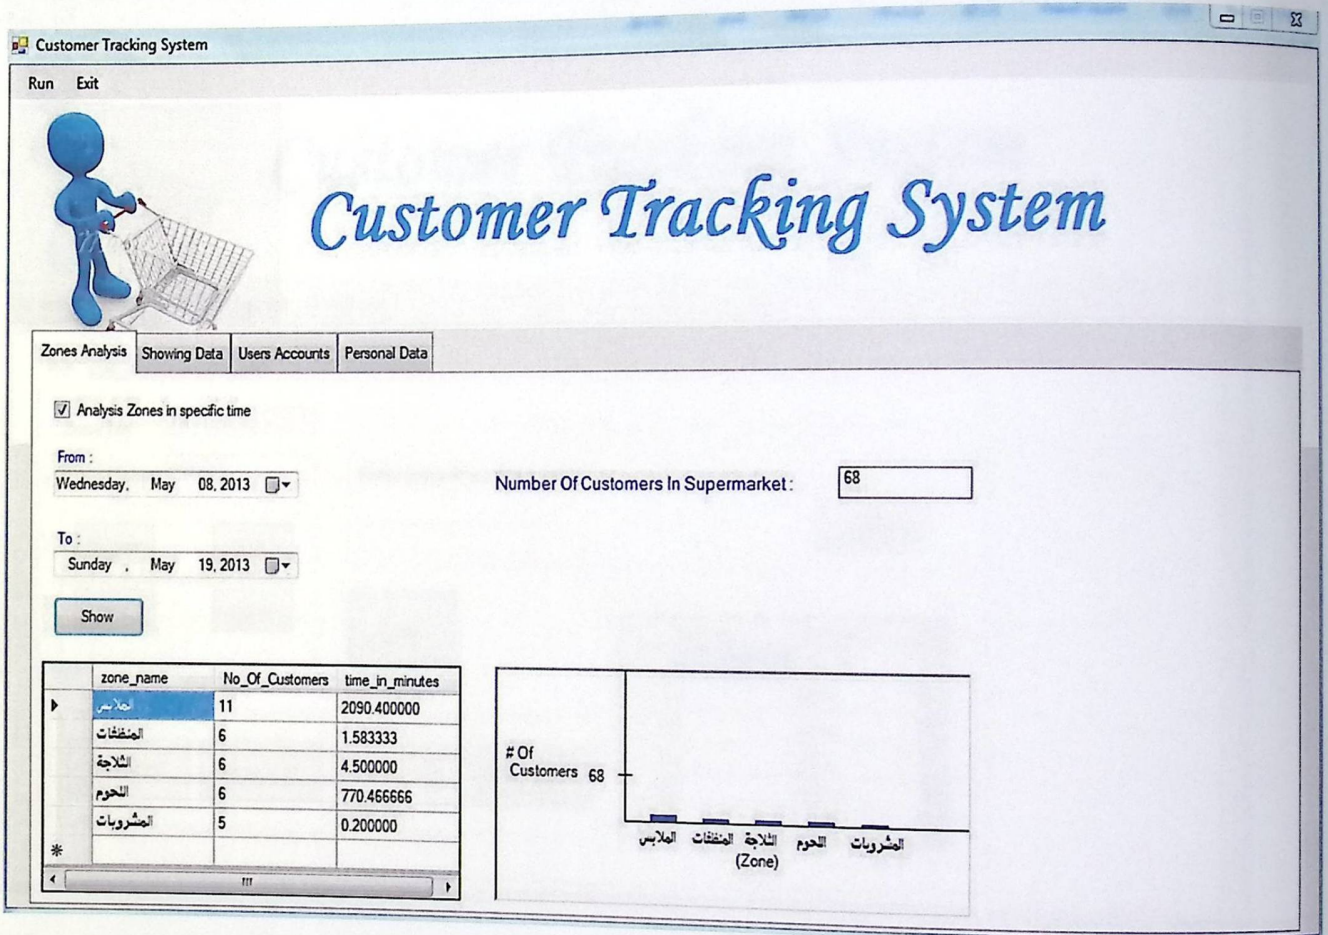 Customer Tracking System
Run Exit
Customer Tracking System
Zones Analysis Showing Data Users Accounts Personal Data
Analysis Zones in specific time
From :
Wednesday, May 08, 2013
Number Of Customers In Supermarket : 68
To :
Sunday , May 19, 2013
Show
zone_name No_Of_Customers time_in_minutes
الملابس 11 2090.400000
المنظفات 6 1.583333
الثلاجة 6 4.500000
اللحوم 6 770.466666
المشروبات 5 0.200000
# Of
Customers 68
الملابس المنظفات الثلاجة اللحوم المشروبات
(Zone)